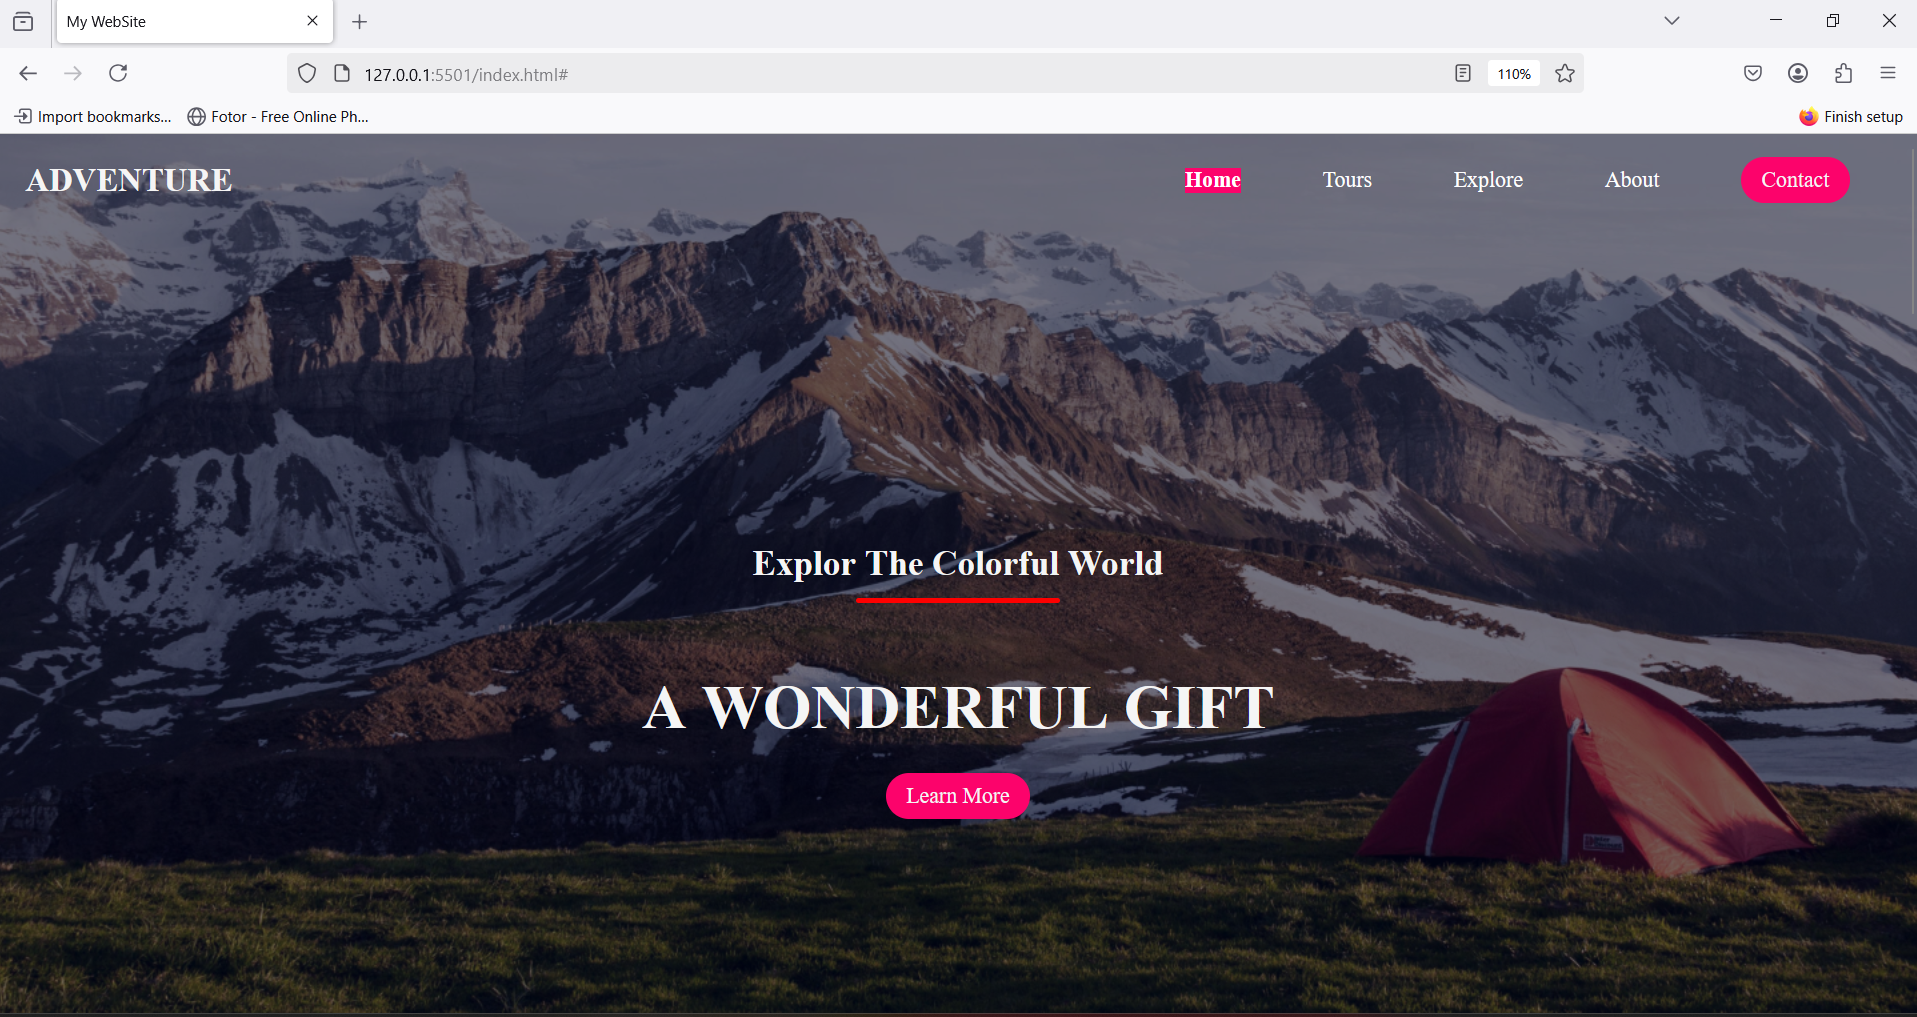 My WebSite
127.0.0.1:5501/index.html#
110%
Import bookmarks...
Fotor - Free Online Ph...
Finish setup
ADVENTURE
Home
Tours
Explore
About
Contact
Explor The Colorful World
A WONDERFUL GIFT
Learn More